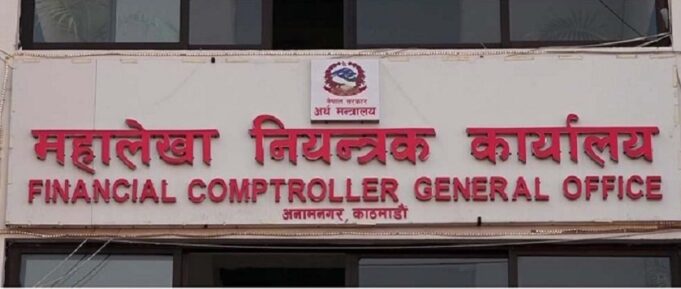 नेपाल सरकार
अर्थ मन्त्रालय
महालेखा नियन्त्रक कार्यालय
FINANCIAL COMPTROLLER GENERAL OFFICE
अनामनगर, काठमाडौं